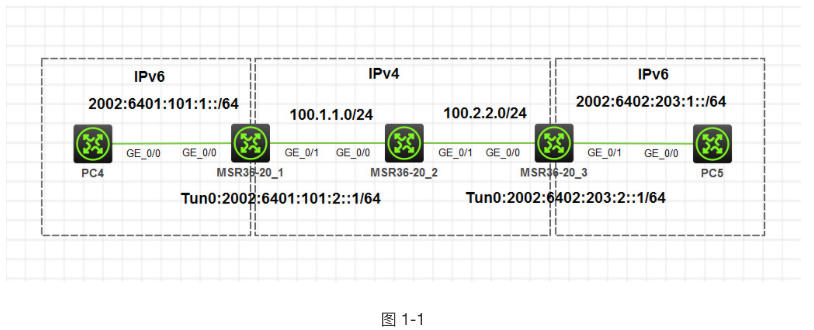 IPv6
IPv4
IPv6
2002:6401:101:1::/64
100.1.1.0/24
100.2.2.0/24
2002:6402:203:1::/64
GE_0/0
GE_0/0
GE_0/1
GE_0/0
GE_0/1
GE_0/0
GE_0/1
GE_0/0
PC4
MSR36-20_1
MSR36-20_2
MSR36-20_3
PC5
Tun0:2002:6401:101:2::1/64
Tun0:2002:6402:203:2::1/64
图 1-1